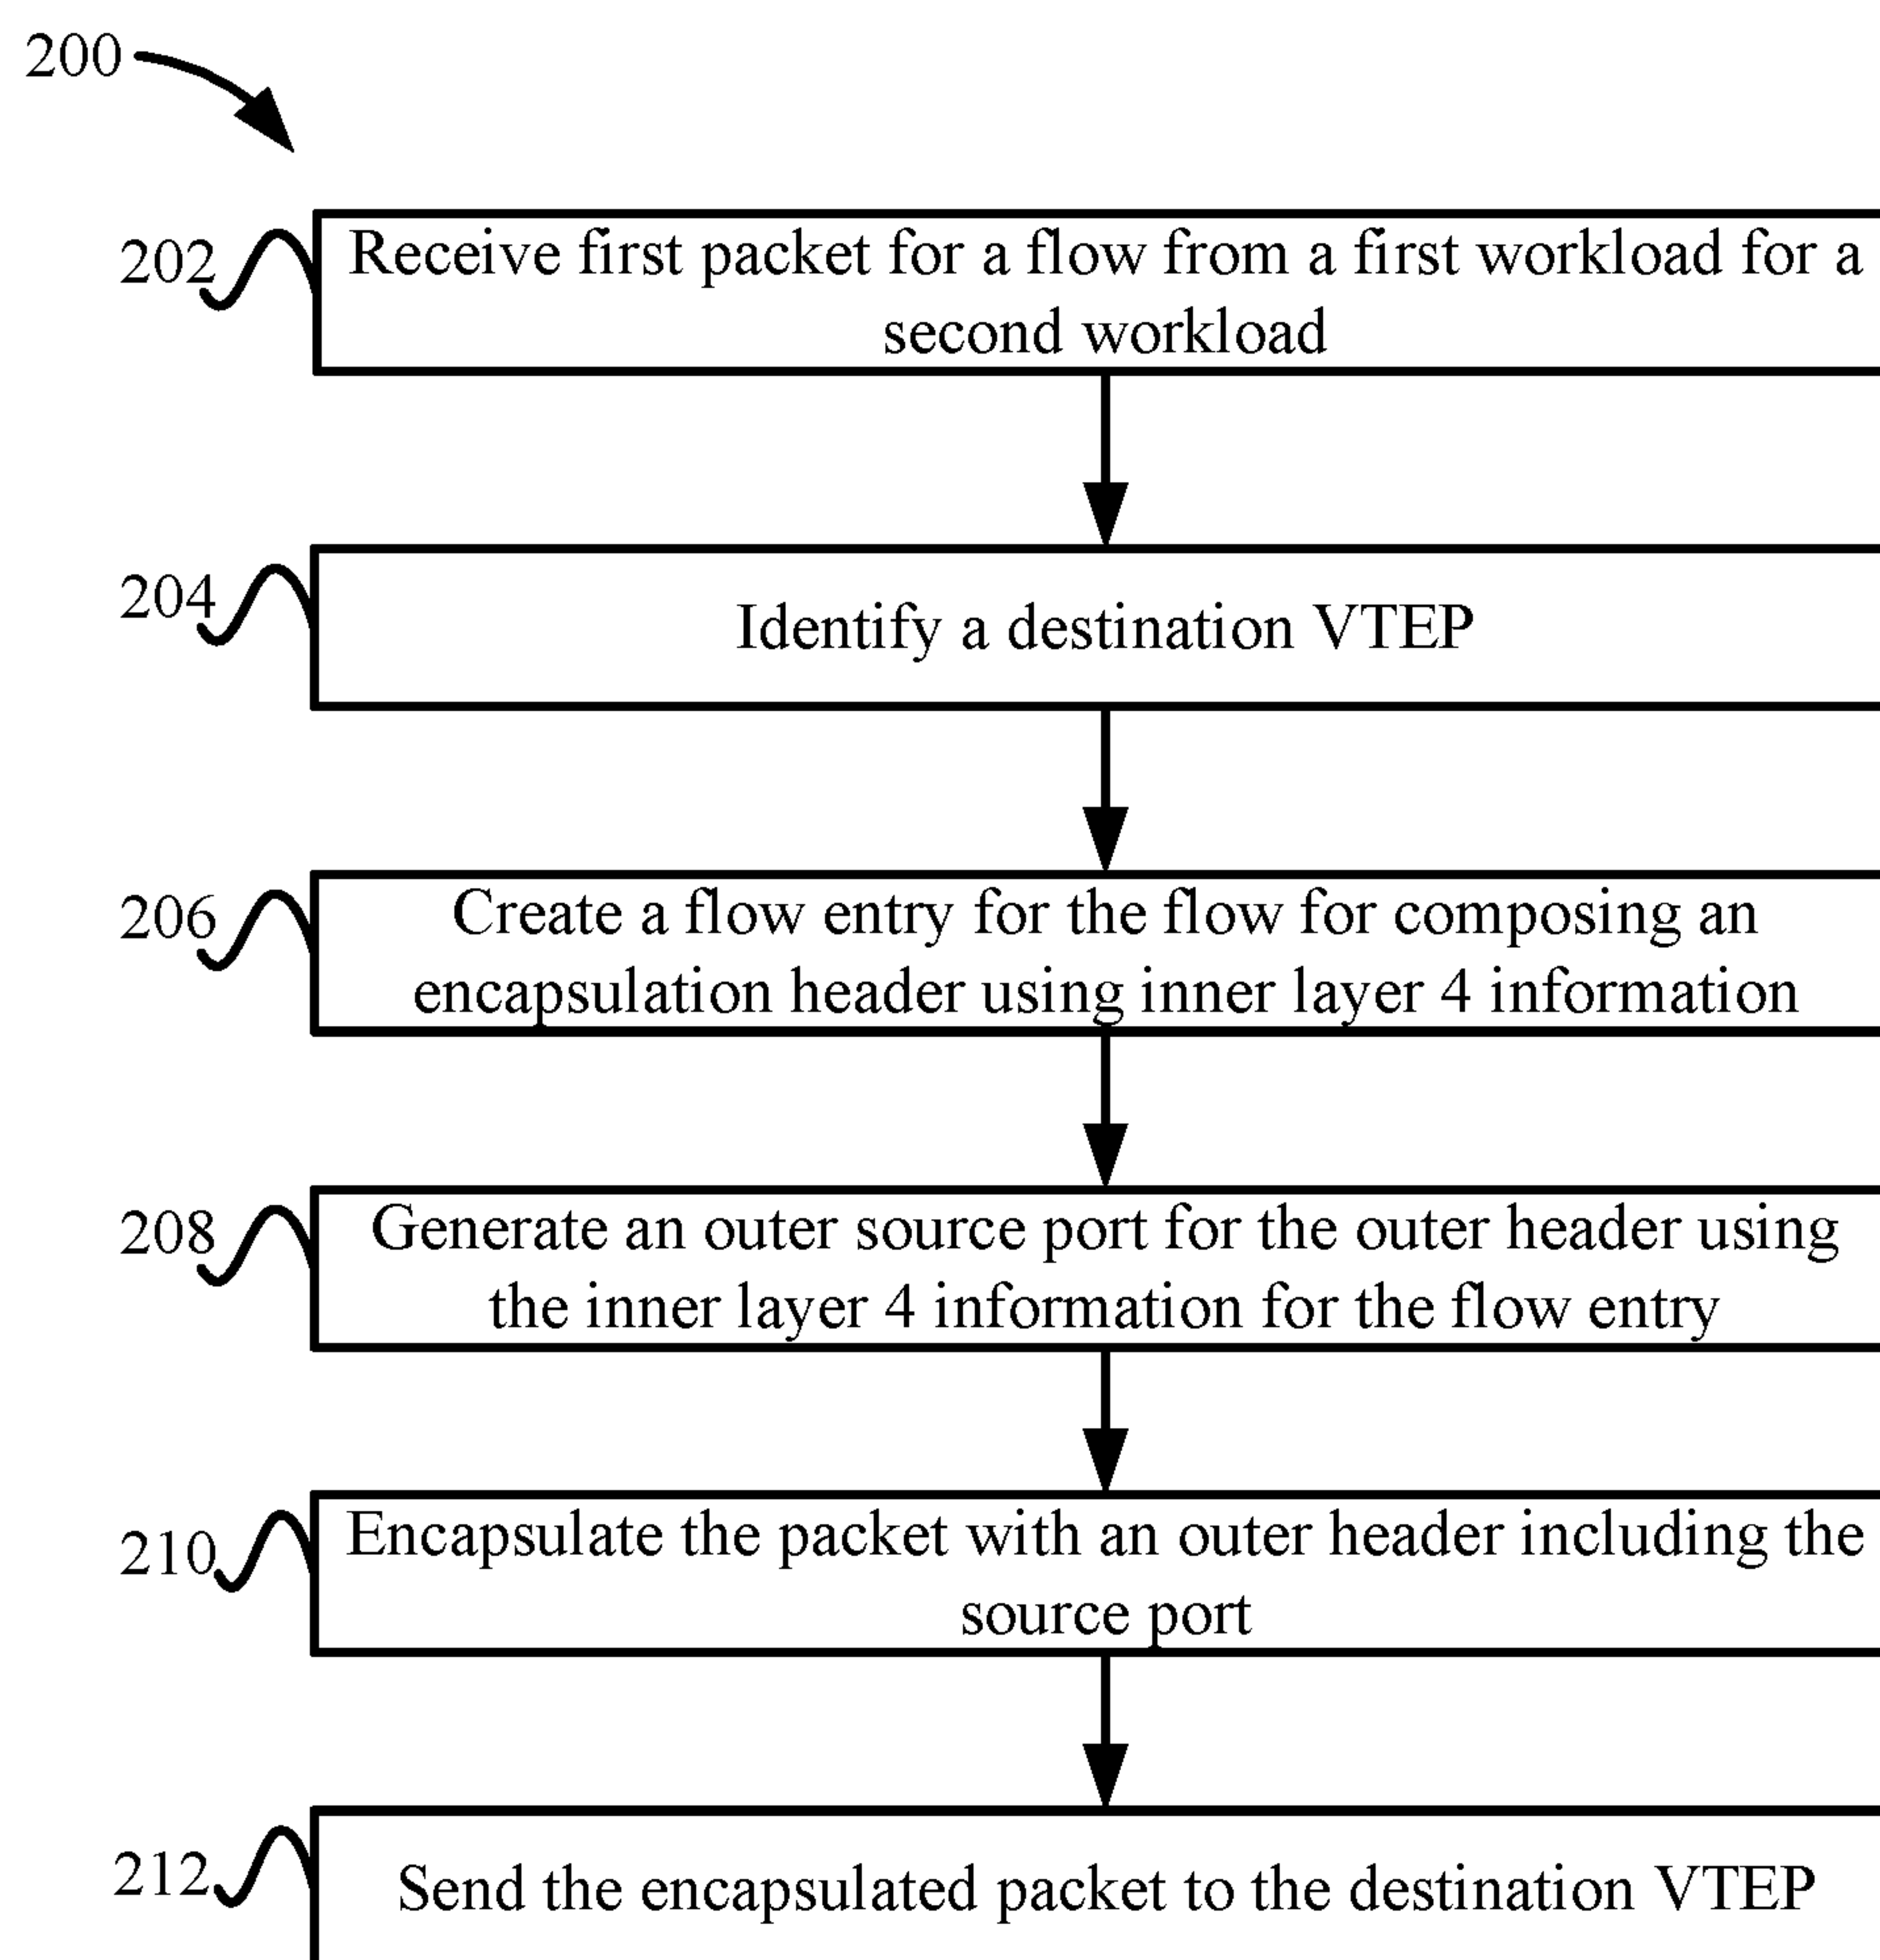 200
202
Receive first packet for a flow from a first workload for a
second workload
204
Identify a destination VTEP
206
Create a flow entry for the flow for composing an
encapsulation header using inner layer 4 information
208
Generate an outer source port for the outer header using
the inner layer 4 information for the flow entry
210
Encapsulate the packet with an outer header including the
source port
212
Send the encapsulated packet to the destination VTEP